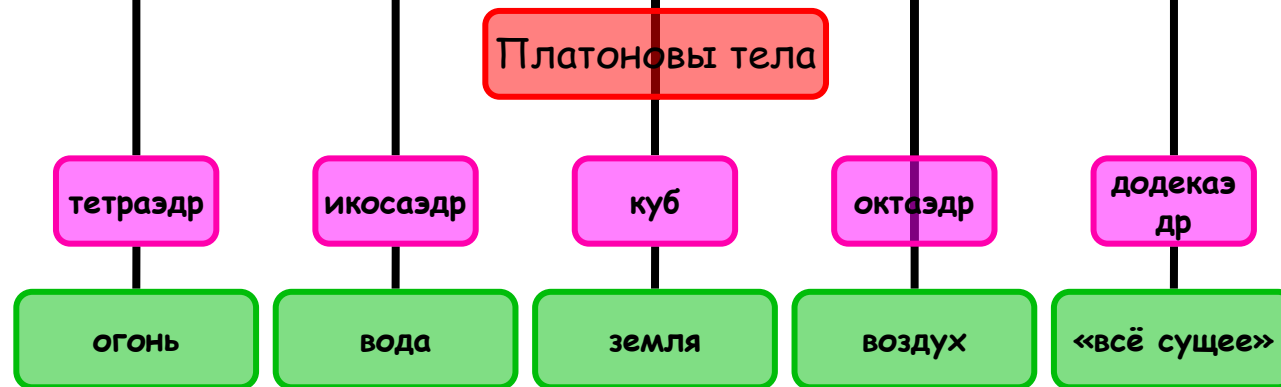 Платоновы тела
тетраэдр
икосаэдр
куб
октаэдр
додекаэ
др
огонь
вода
земля
воздух
«всё сущее»